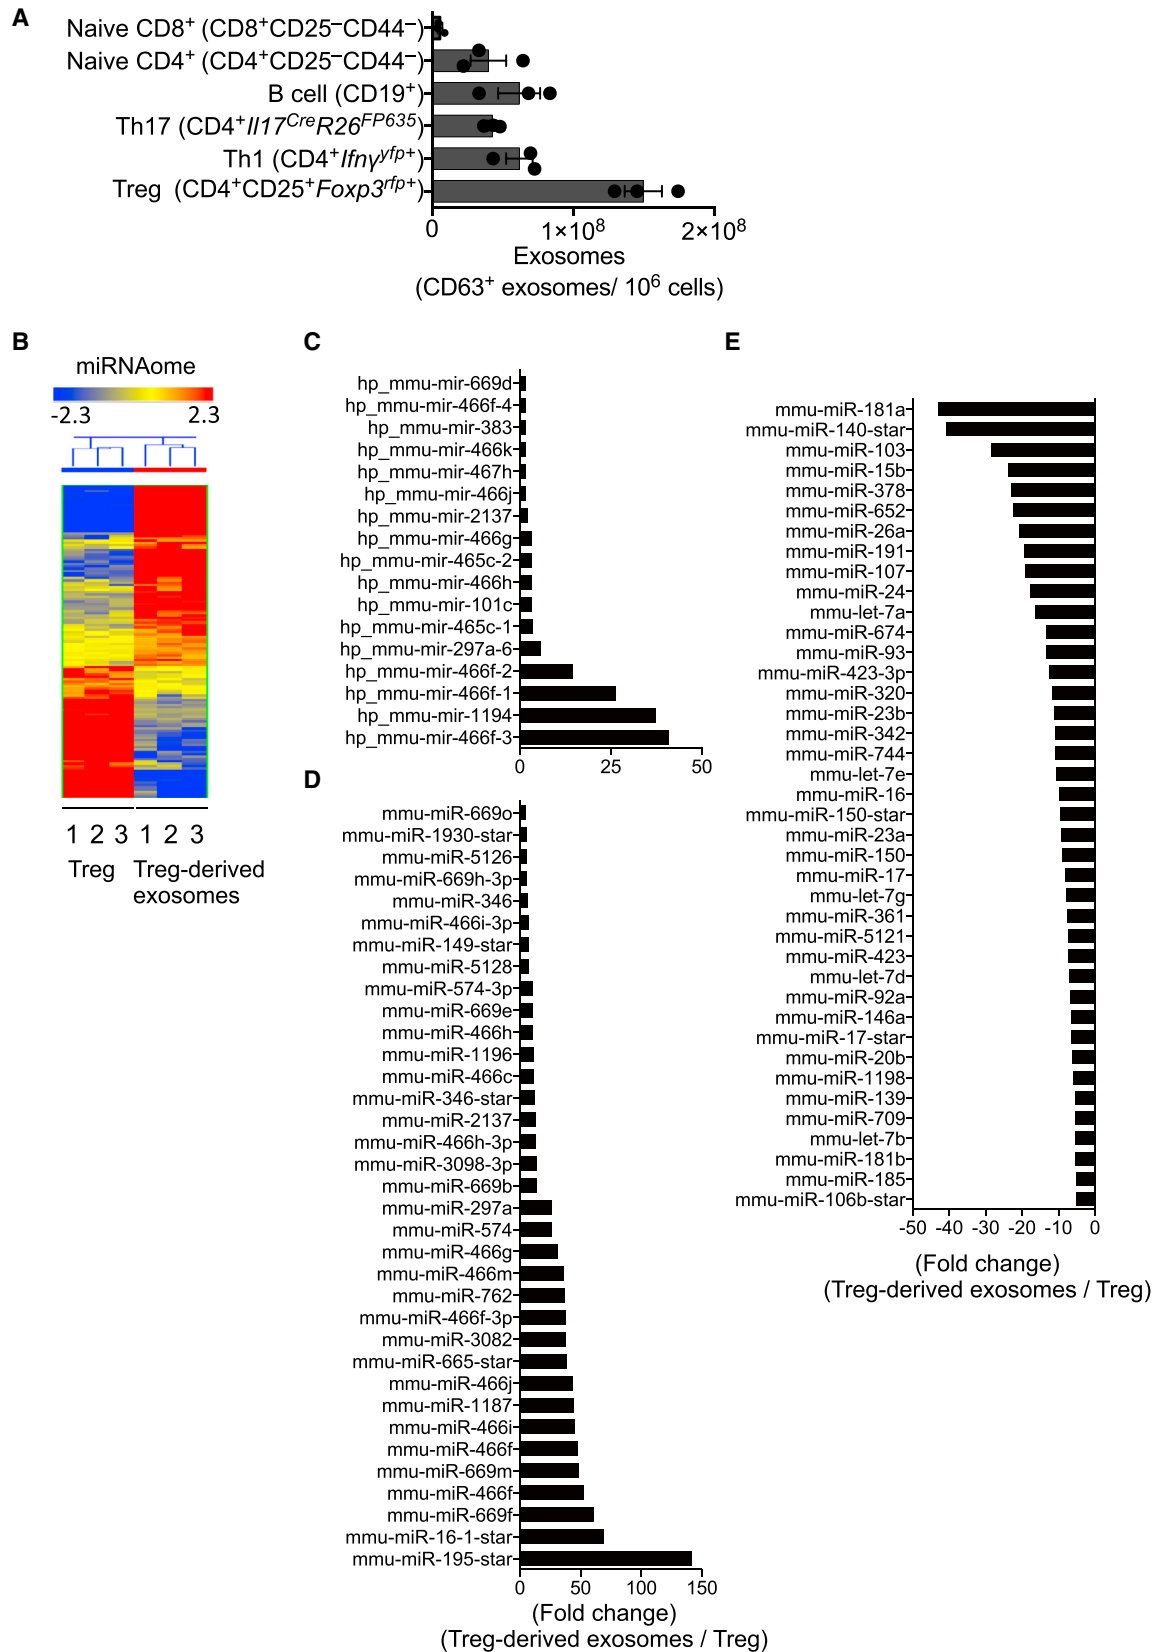 A
Naive CD8⁺ (CD8⁺CD25⁻CD44⁻)
Naive CD4⁺ (CD4⁺CD25⁻CD44⁻)
B cell (CD19⁺)
Th17 (CD4⁺Il17ᶜʳᵉR26ᶠᴾ⁶³⁵)
Th1 (CD4⁺Ifnγʸᶠᵖ⁺)
Treg (CD4⁺CD25⁺Foxp3ʳᶠᵖ⁺)
0 1×10⁸ 2×10⁸
Exosomes
(CD63⁺ exosomes/ 10⁶ cells)
B
miRNAome
-2.3 2.3
1 2 3 1 2 3
Treg Treg-derived
exosomes
C
hp_mmu-mir-669d
hp_mmu-mir-466f-4
hp_mmu-mir-383
hp_mmu-mir-466k
hp_mmu-mir-467h
hp_mmu-mir-466j
hp_mmu-mir-2137
hp_mmu-mir-466g
hp_mmu-mir-465c-2
hp_mmu-mir-466h
hp_mmu-mir-101c
hp_mmu-mir-465c-1
hp_mmu-mir-297a-6
hp_mmu-mir-466f-2
hp_mmu-mir-466f-1
hp_mmu-mir-1194
hp_mmu-mir-466f-3
0 25 50
D
mmu-miR-669o
mmu-miR-1930-star
mmu-miR-5126
mmu-miR-669h-3p
mmu-miR-346
mmu-miR-466i-3p
mmu-miR-149-star
mmu-miR-5128
mmu-miR-574-3p
mmu-miR-669e
mmu-miR-466h
mmu-miR-1196
mmu-miR-466c
mmu-miR-346-star
mmu-miR-2137
mmu-miR-466h-3p
mmu-miR-3098-3p
mmu-miR-669b
mmu-miR-297a
mmu-miR-574
mmu-miR-466g
mmu-miR-466m
mmu-miR-762
mmu-miR-466f-3p
mmu-miR-3082
mmu-miR-665-star
mmu-miR-466j
mmu-miR-1187
mmu-miR-466i
mmu-miR-466f
mmu-miR-669m
mmu-miR-466f
mmu-miR-669f
mmu-miR-16-1-star
mmu-miR-195-star
0 50 100 150
(Fold change)
(Treg-derived exosomes / Treg)
E
mmu-miR-181a
mmu-miR-140-star
mmu-miR-103
mmu-miR-15b
mmu-miR-378
mmu-miR-652
mmu-miR-26a
mmu-miR-191
mmu-miR-107
mmu-miR-24
mmu-let-7a
mmu-miR-674
mmu-miR-93
mmu-miR-423-3p
mmu-miR-320
mmu-miR-23b
mmu-miR-342
mmu-miR-744
mmu-let-7e
mmu-miR-16
mmu-miR-150-star
mmu-miR-23a
mmu-miR-150
mmu-miR-17
mmu-let-7g
mmu-miR-361
mmu-miR-5121
mmu-miR-423
mmu-let-7d
mmu-miR-92a
mmu-miR-146a
mmu-miR-17-star
mmu-miR-20b
mmu-miR-1198
mmu-miR-139
mmu-miR-709
mmu-let-7b
mmu-miR-181b
mmu-miR-185
mmu-miR-106b-star
-50 -40 -30 -20 -10 0
(Fold change)
(Treg-derived exosomes / Treg)